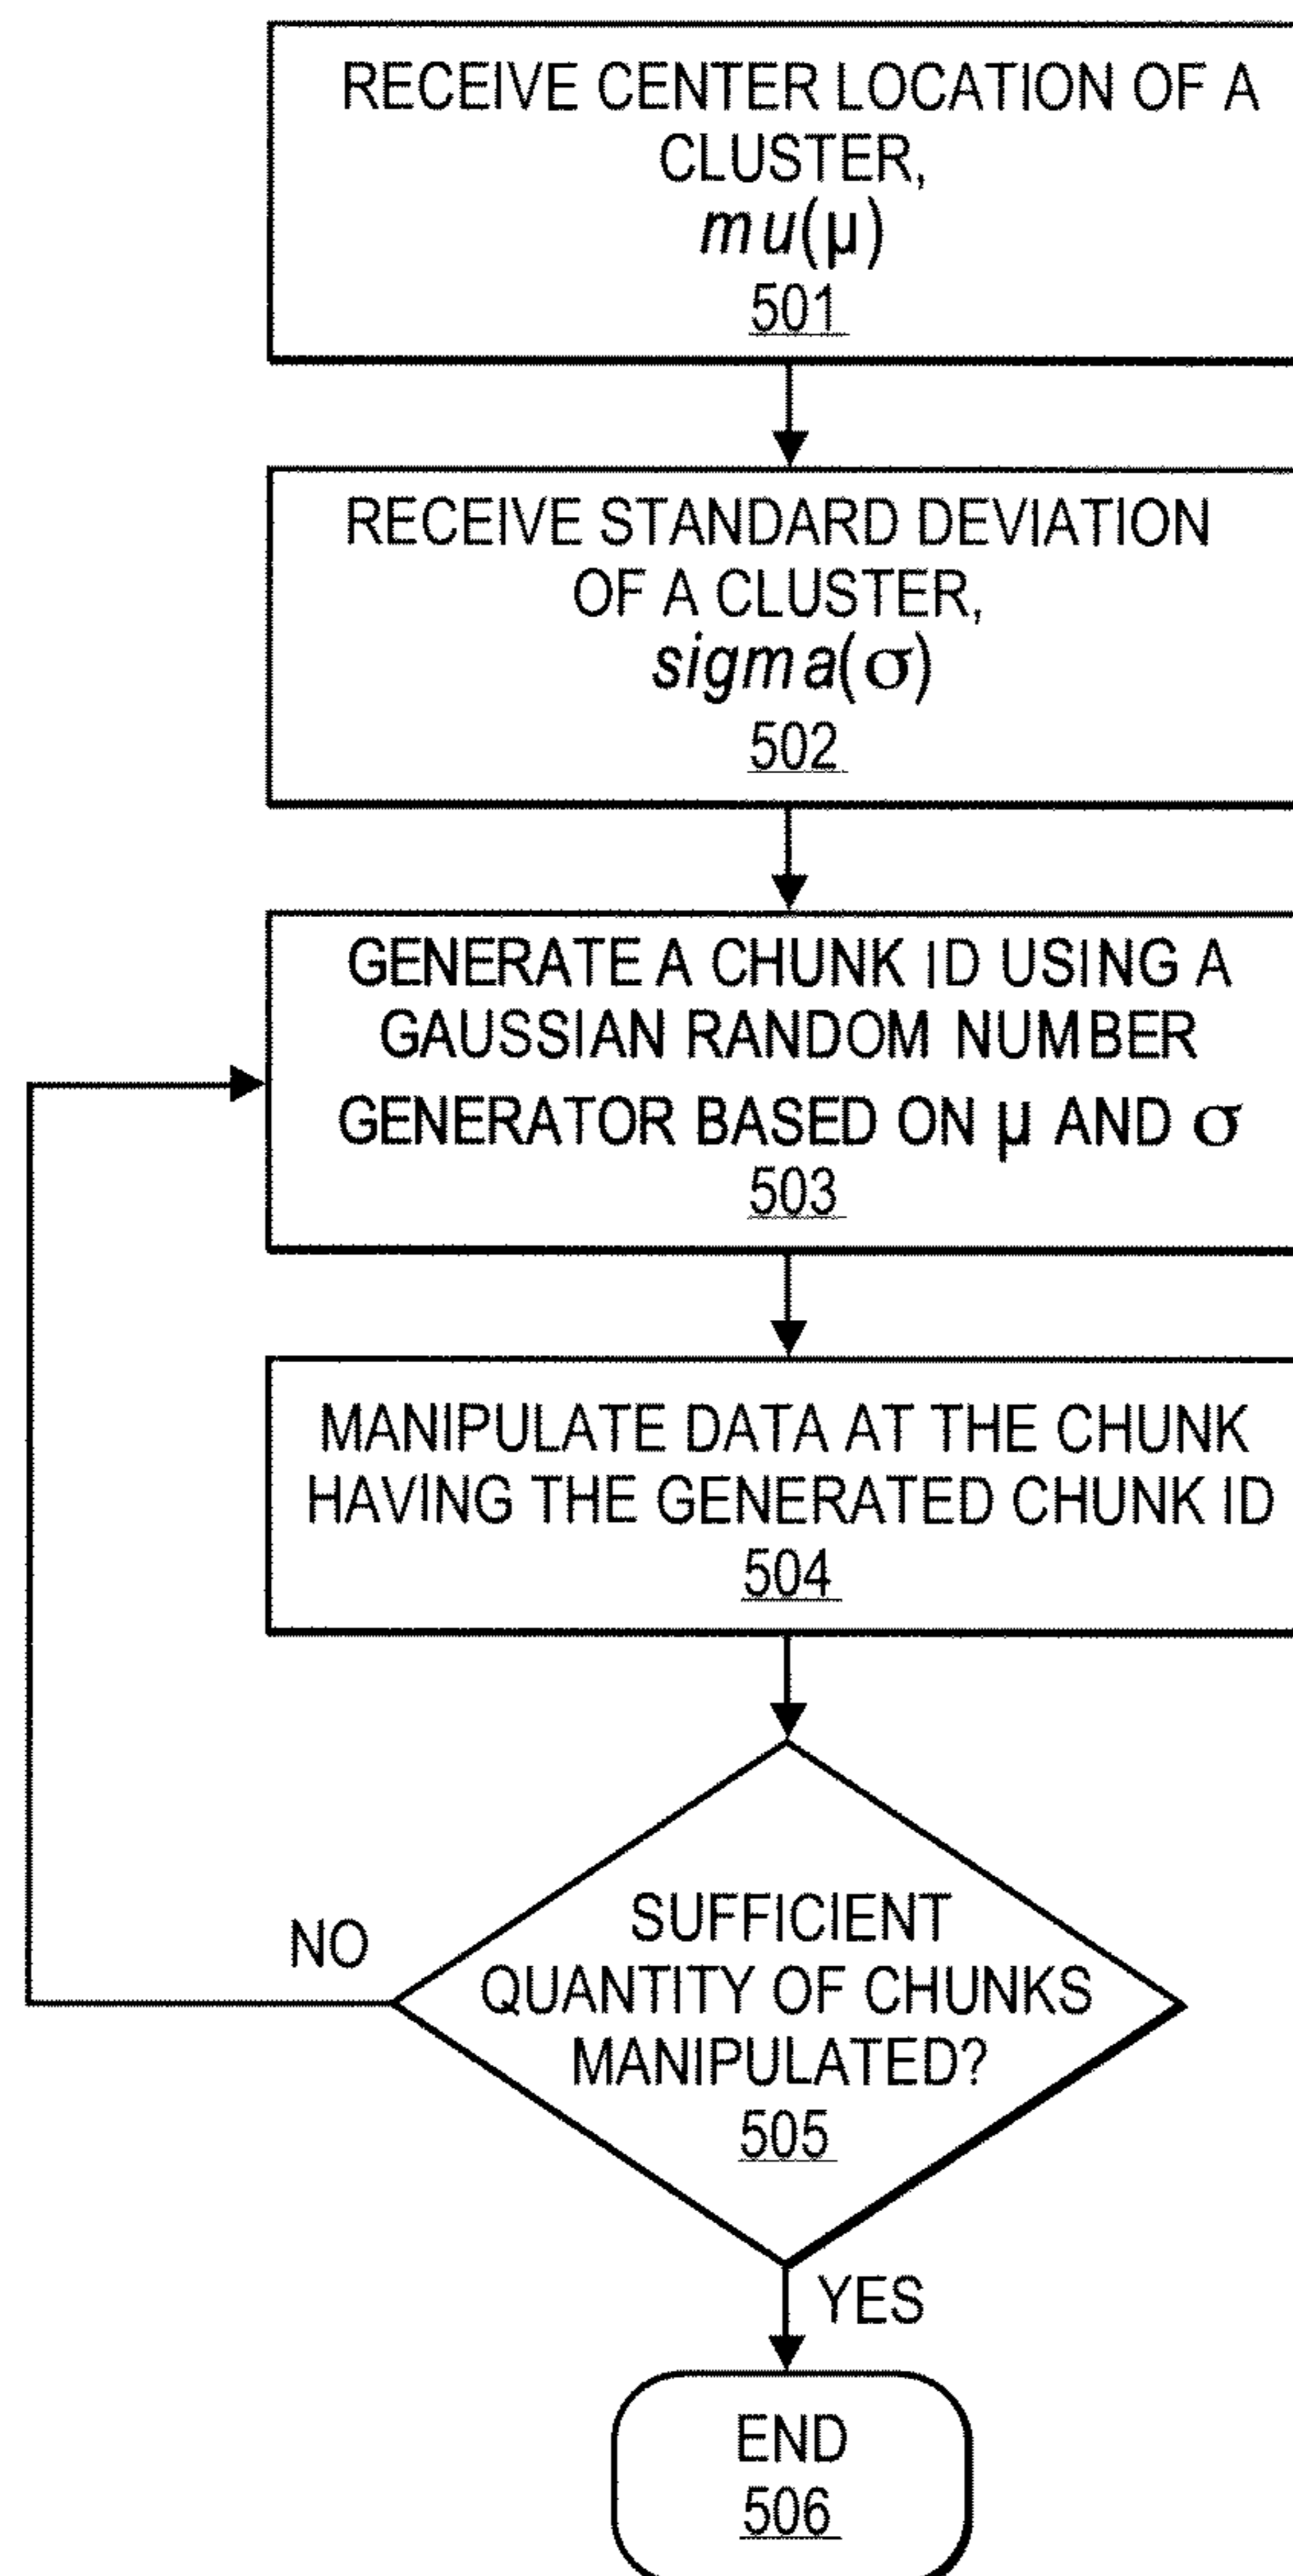 RECEIVE CENTER LOCATION OF A
CLUSTER,
mu(μ)
501
RECEIVE STANDARD DEVIATION
OF A CLUSTER,
sigma(σ)
502
GENERATE A CHUNK ID USING A
GAUSSIAN RANDOM NUMBER
GENERATOR BASED ON μ AND σ
503
MANIPULATE DATA AT THE CHUNK
HAVING THE GENERATED CHUNK ID
504
NO
SUFFICIENT
QUANTITY OF CHUNKS
MANIPULATED?
505
YES
END
506